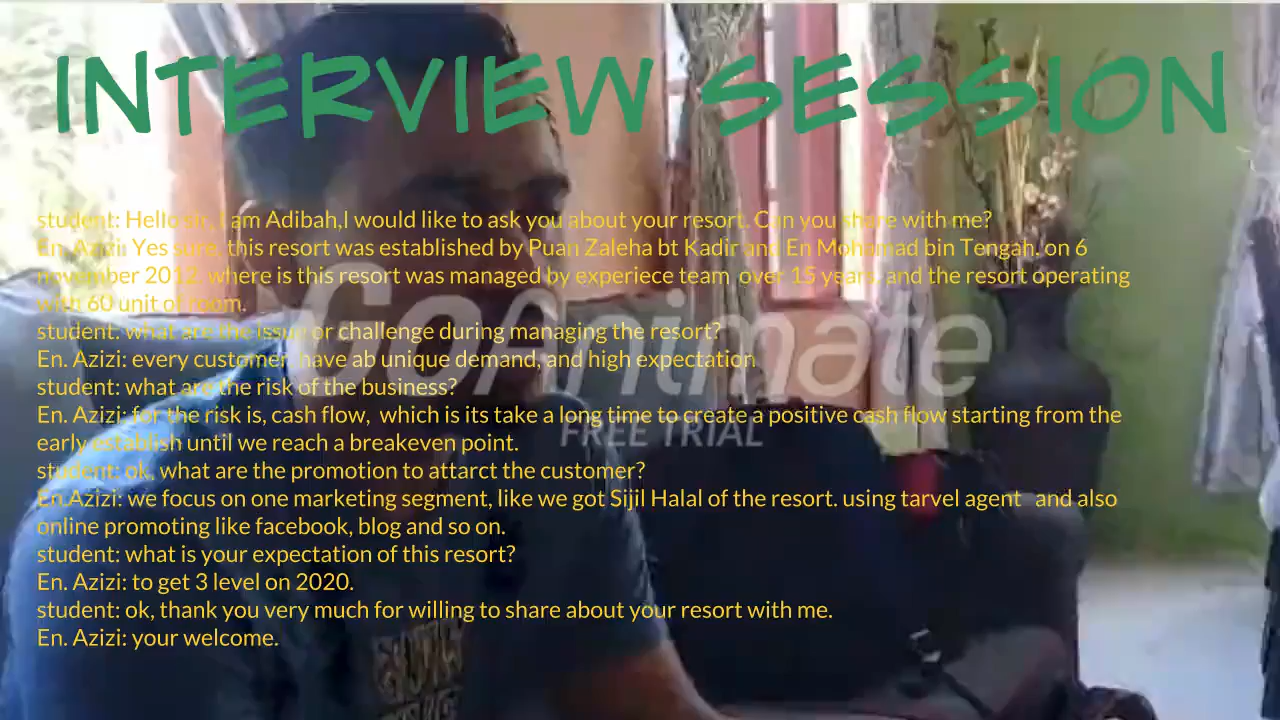 INTERVIEW SESSION
student: Hello sir, I am Adibah,I would like to ask you about your resort. Can you share with me?
En. Azizi: Yes sure, this resort was established by Puan Zaleha bt Kadir and En Mohamad bin Tengah. on 6
november 2012. where is this resort was managed by experiece team over 15 years. and the resort operating
with 60 unit of room.
student: what are the issue or challenge during managing the resort?
En. Azizi: every customer have ab unique demand, and high expectation
student: what are the risk of the business?
En. Azizi: for the risk is, cash flow, which is its take a long time to create a positive cash flow starting from the
early establish until we reach a breakeven point.
student: ok, what are the promotion to attarct the customer?
En.Azizi: we focus on one marketing segment, like we got Sijil Halal of the resort. using tarvel agent and also
online promoting like facebook, blog and so on.
student: what is your expectation of this resort?
En. Azizi: to get 3 level on 2020.
student: ok, thank you very much for willing to share about your resort with me.
En. Azizi: your welcome.
GoAnimate
FREE TRIAL